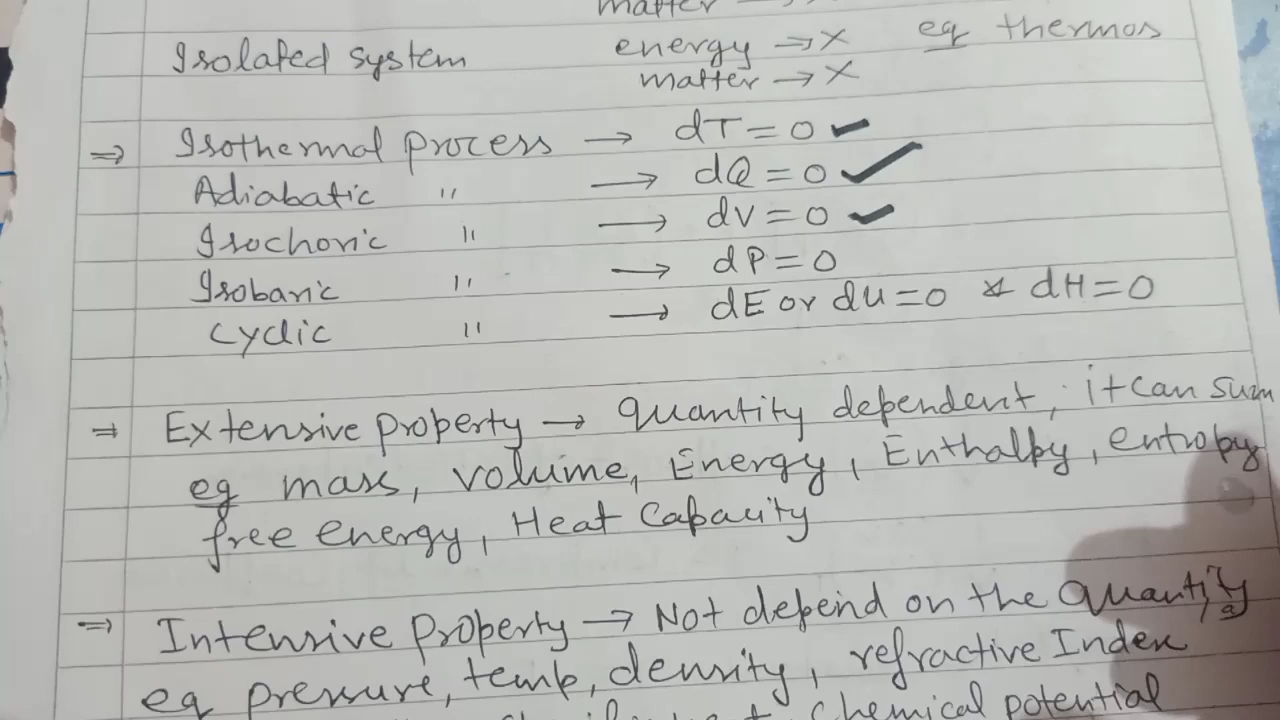 matter
Isolated system energy → × eg thermos
matter → ×
⇒ Isothermal process → dT = 0 ✓
Adiabatic " → dQ = 0 ✓
Isochoric " → dV = 0 ✓
Isobaric " → dP = 0
Cyclic " → dE or dU = 0 & dH = 0
⇒ Extensive property → quantity dependent, it can sum
eg mass, volume, Energy, Enthalpy, entropy
free energy, Heat Capacity
⇒ Intensive property → Not depend on the quantity
eg pressure, temp, density, refractive Index
Chemical potential